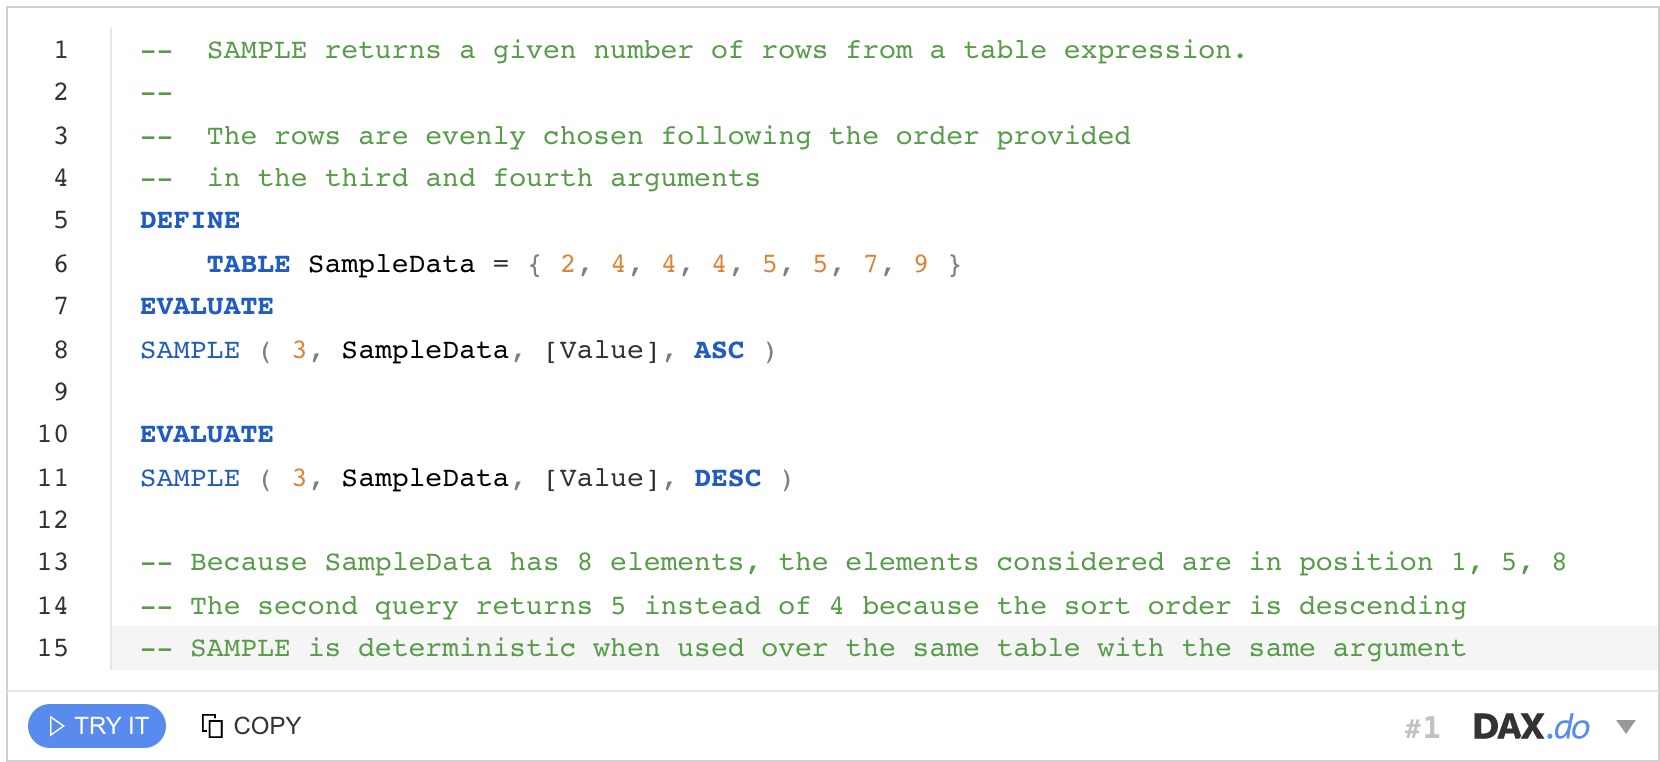 1 --  SAMPLE returns a given number of rows from a table expression.
2 --
3 --  The rows are evenly chosen following the order provided
4 --  in the third and fourth arguments
5 DEFINE
6     TABLE SampleData = { 2, 4, 4, 4, 5, 5, 7, 9 }
7 EVALUATE
8 SAMPLE ( 3, SampleData, [Value], ASC )
9
10 EVALUATE
11 SAMPLE ( 3, SampleData, [Value], DESC )
12
13 -- Because SampleData has 8 elements, the elements considered are in position 1, 5, 8
14 -- The second query returns 5 instead of 4 because the sort order is descending
15 -- SAMPLE is deterministic when used over the same table with the same argument
TRY IT COPY #1 DAX.do